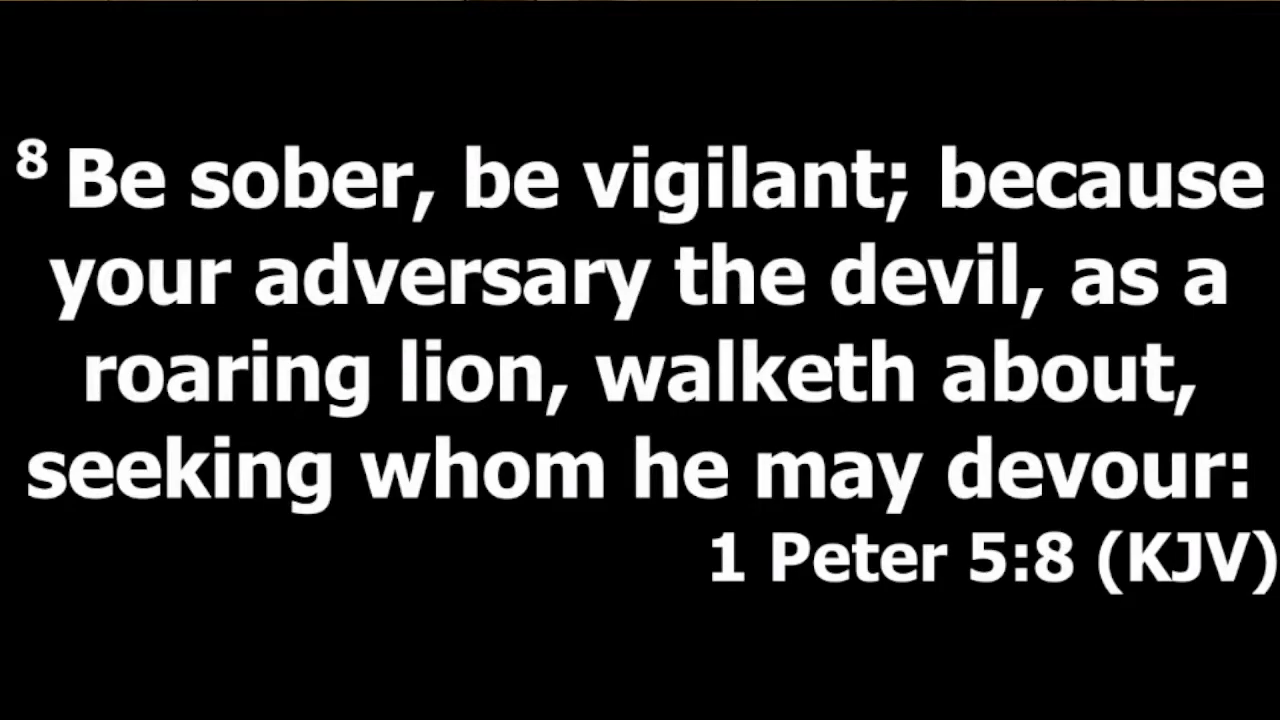 8 Be sober, be vigilant; because
your adversary the devil, as a
roaring lion, walketh about,
seeking whom he may devour:
1 Peter 5:8 (KJV)